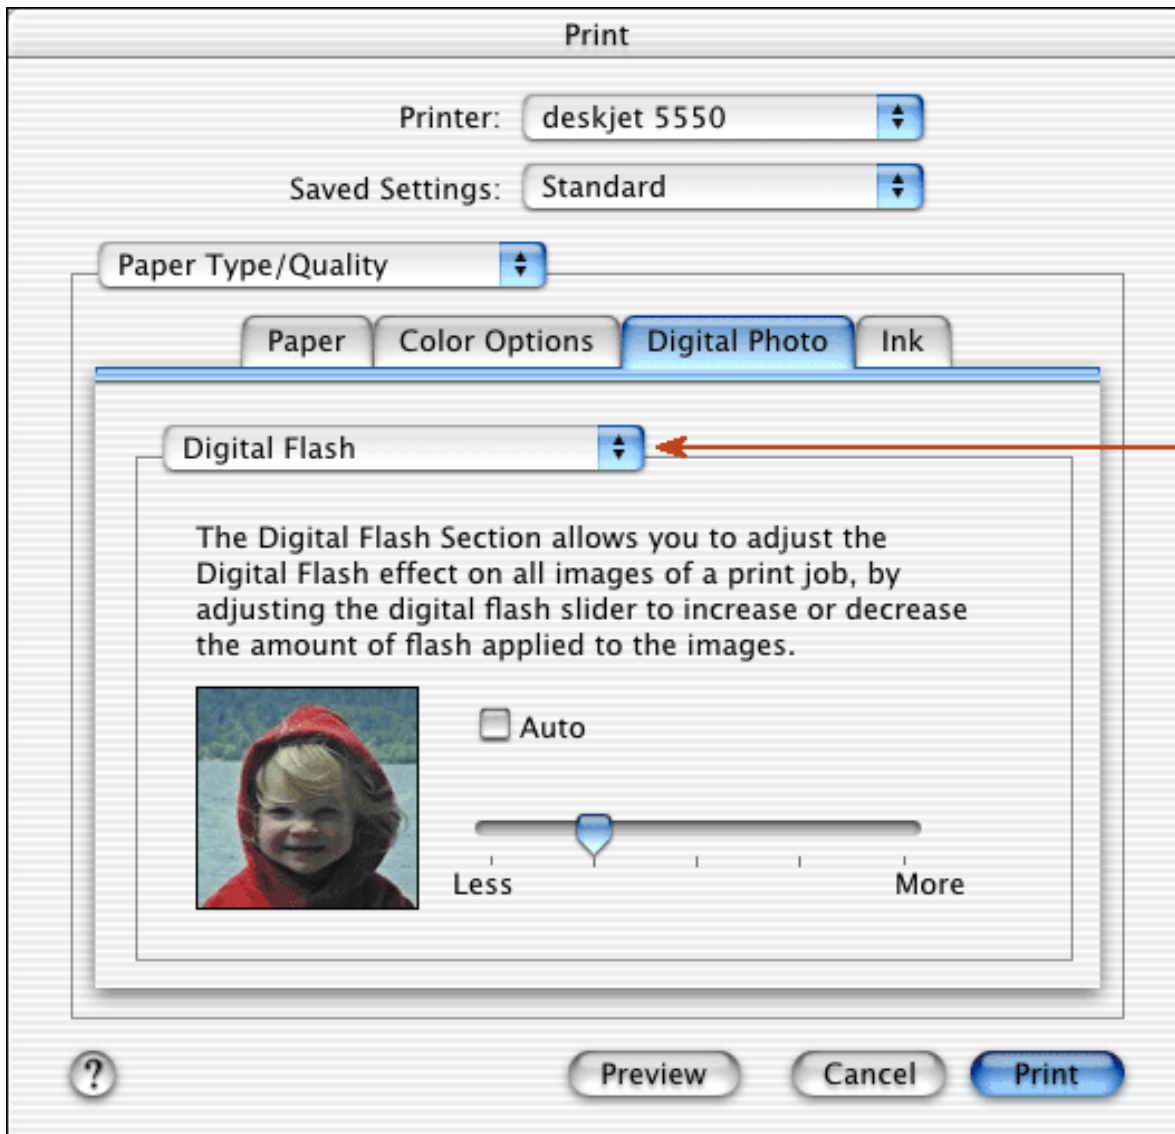 Print
Printer: deskjet 5550
Saved Settings: Standard
Paper Type/Quality
Paper Color Options Digital Photo Ink
Digital Flash
The Digital Flash Section allows you to adjust the
Digital Flash effect on all images of a print job, by
adjusting the digital flash slider to increase or decrease
the amount of flash applied to the images.
Auto
Less More
? Preview Cancel Print